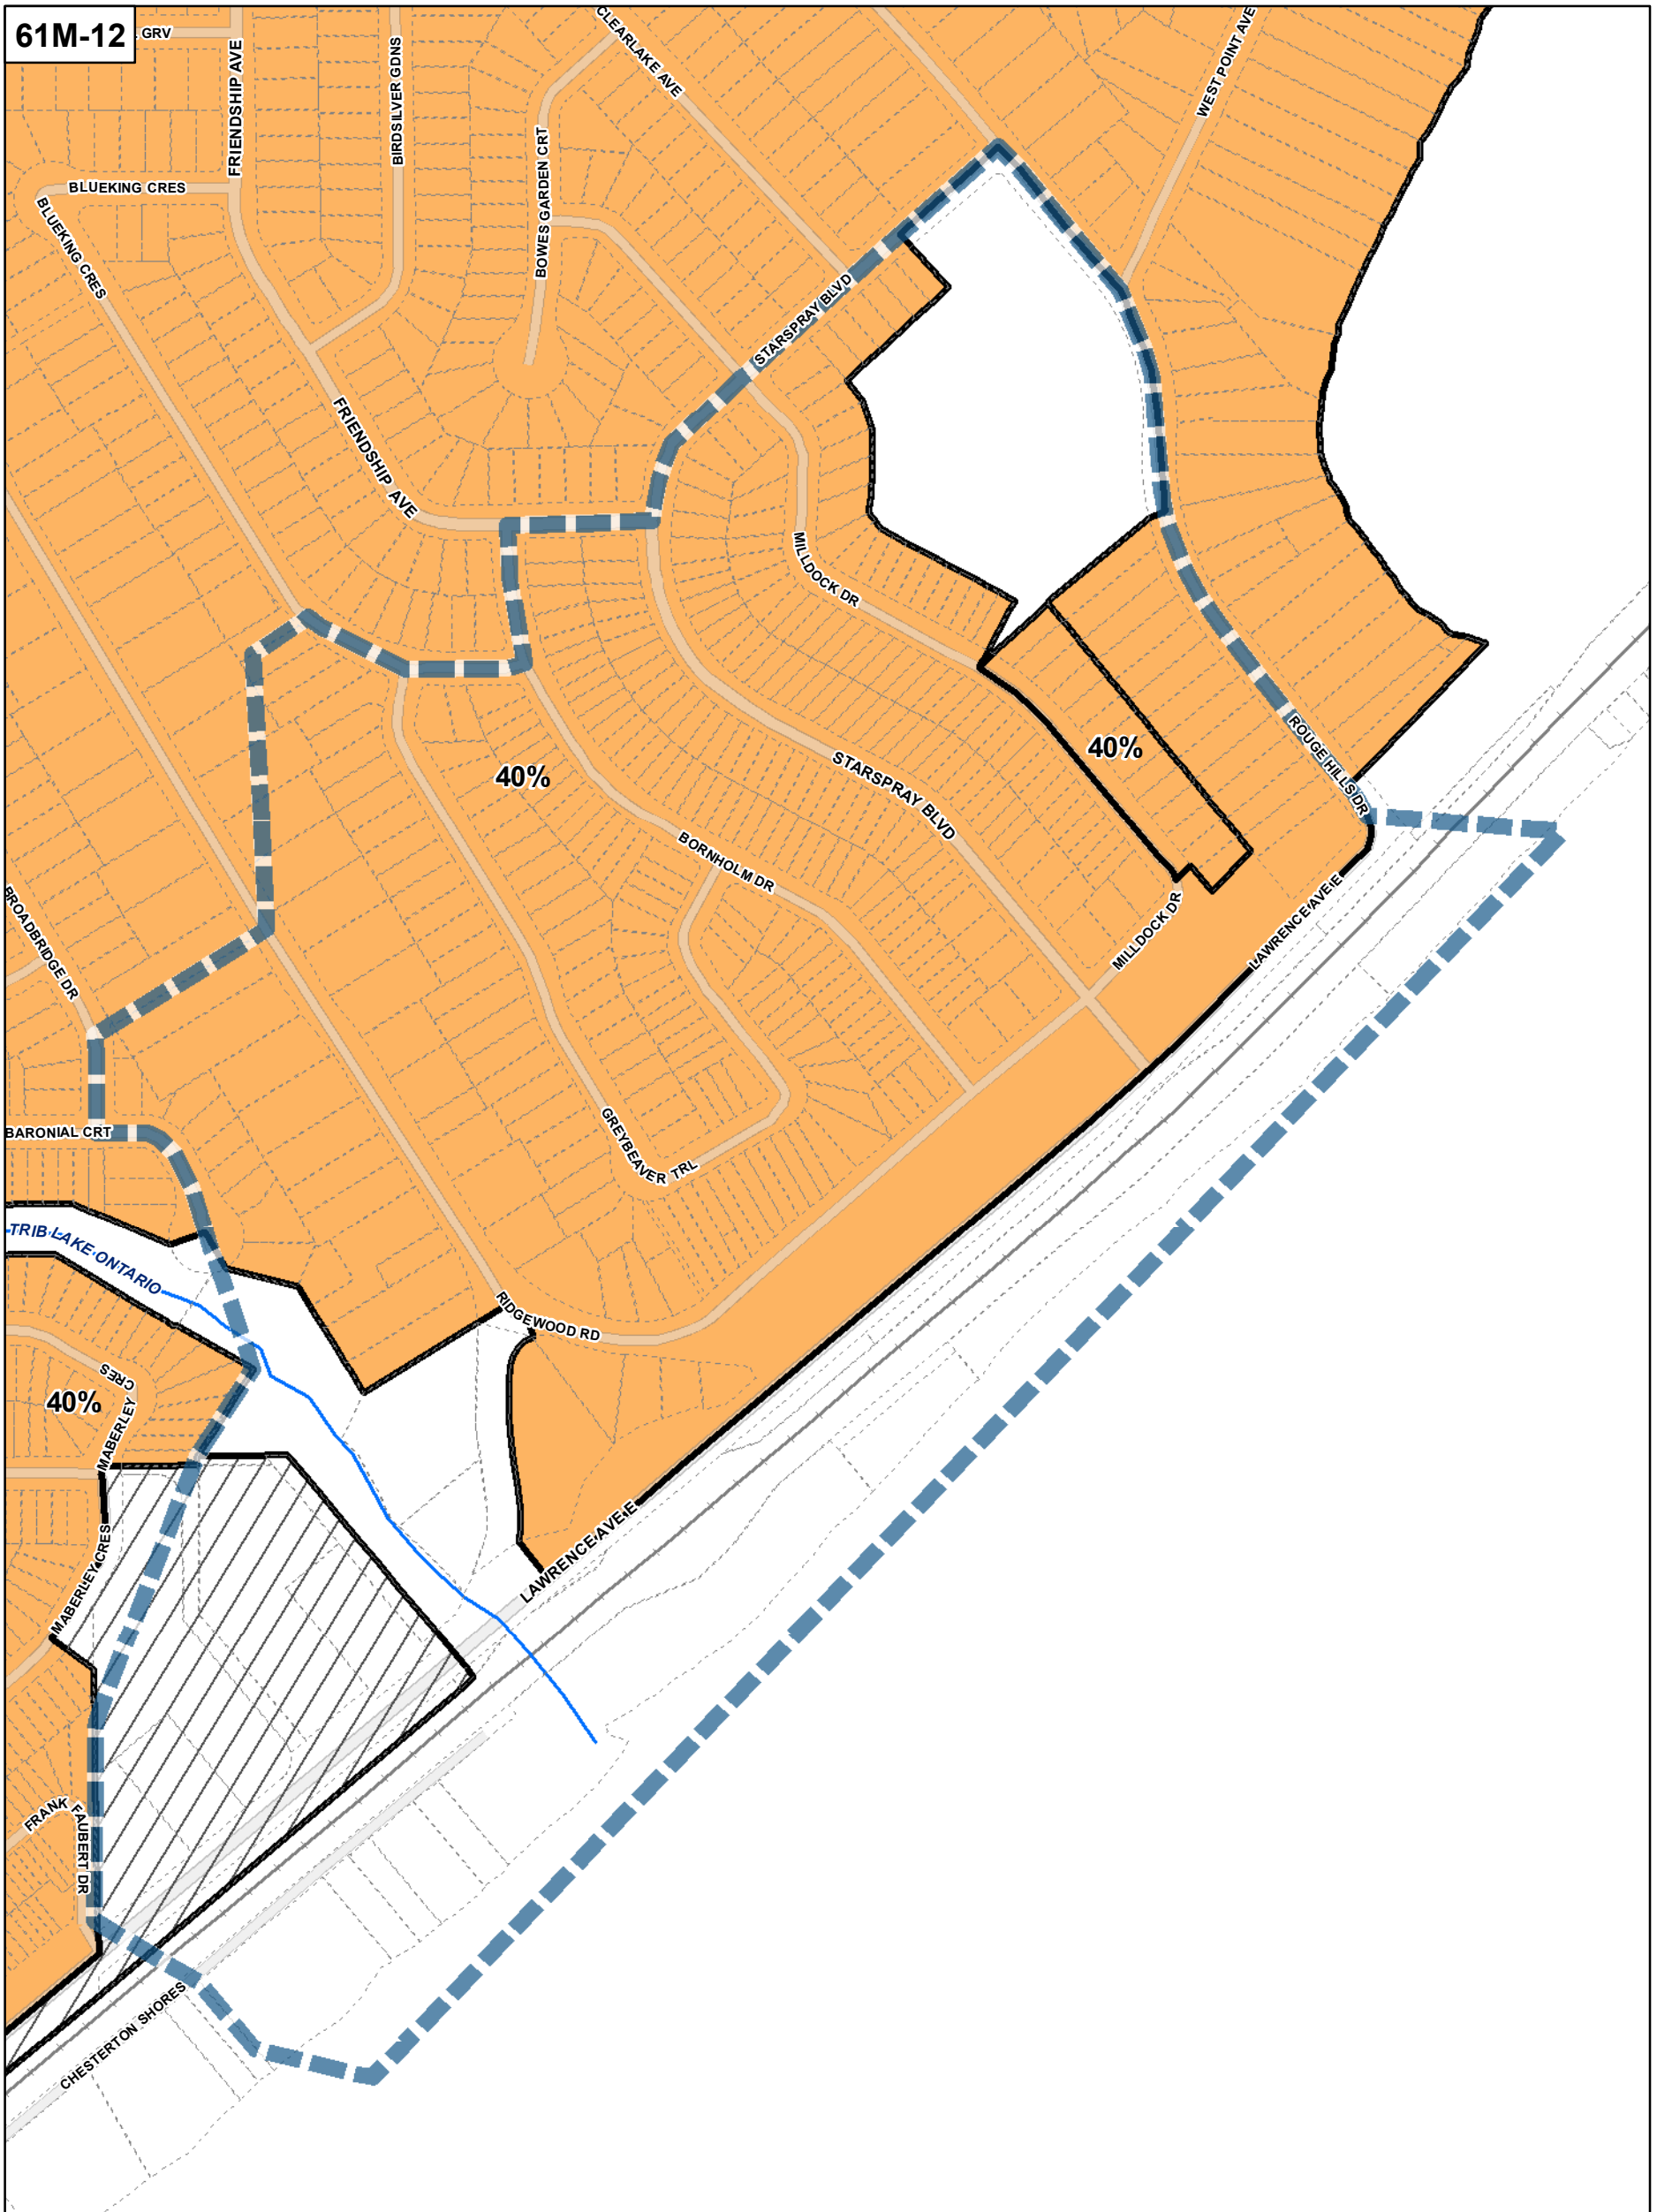 61M-12
GRV
FRIENDSHIP AVE
BIRDSILVER GDNS
CLEARLAKE AVE
WEST POINT AVE
BLUEKING CRES
BLUEKING CRES
BOWES GARDEN CRT
STARSPRAY BLVD
FRIENDSHIP AVE
MILLDOCK DR
40%
40%
ROUGE HILLS DR
STARSPRAY BLVD
BORNHOLM DR
BROADBRIDGE DR
MILLDOCK DR
LAWRENCE AVE E
BARONIAL CRT
GREYBEAVER TRL
TRIB LAKE ONTARIO
RIDGEWOOD RD
40%
MABERLEY CRES
MABERLEY CRES
LAWRENCE AVE E
FRANK FAUBERT DR
CHESTERTON SHORES